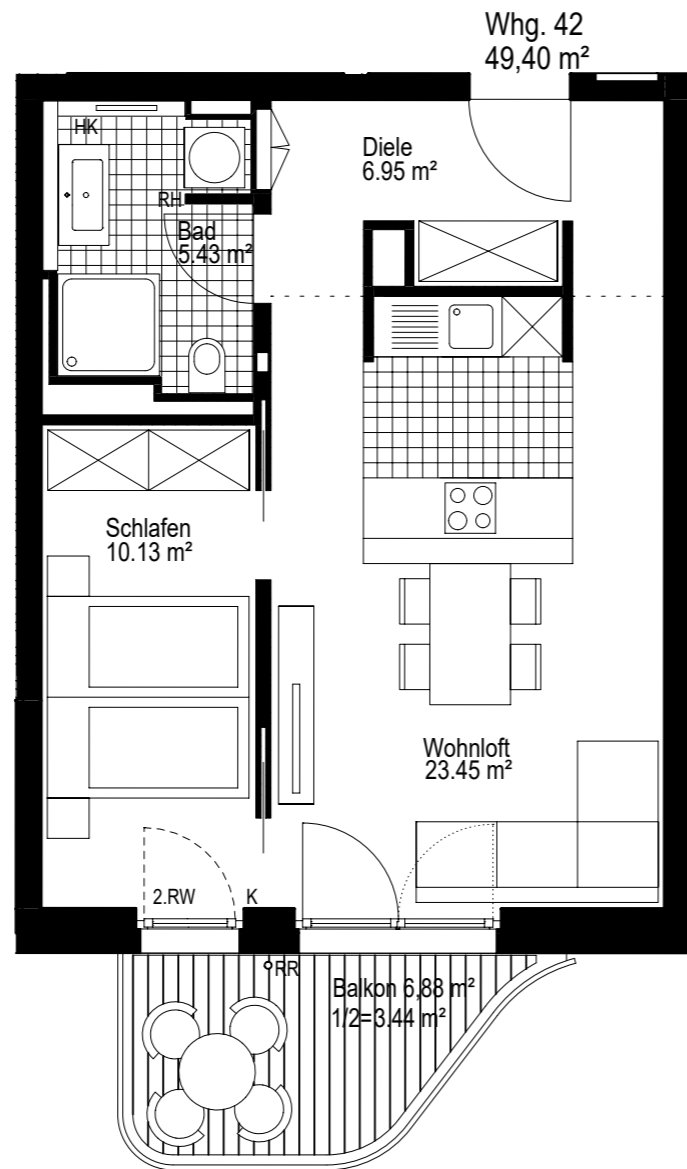 Whg. 42
49,40 m²
HK
Diele
6.95 m²
RH
Bad
5.43 m²
Schlafen
10.13 m²
Wohnloft
23.45 m²
2.RW
K
RR
Balkon 6,88 m²
1/2=3.44 m²